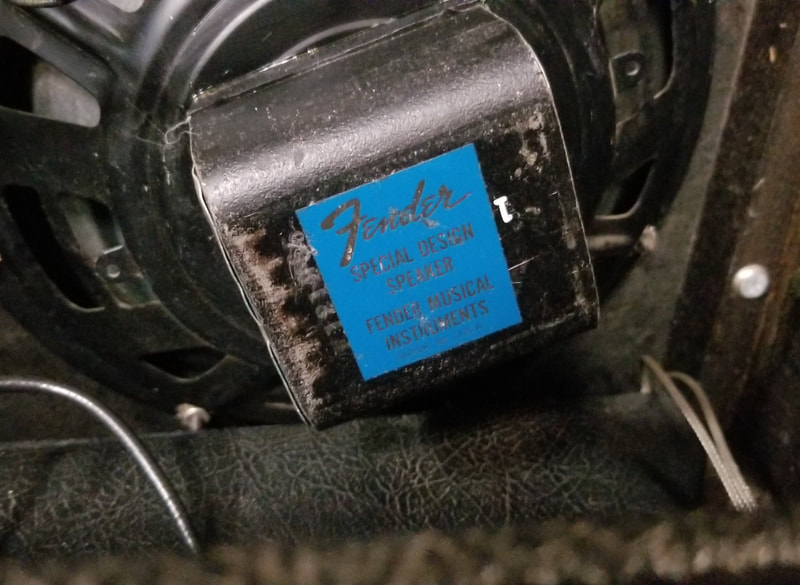 Fender
SPECIAL DESIGN
SPEAKER
FENDER MUSICAL
INSTRUMENTS